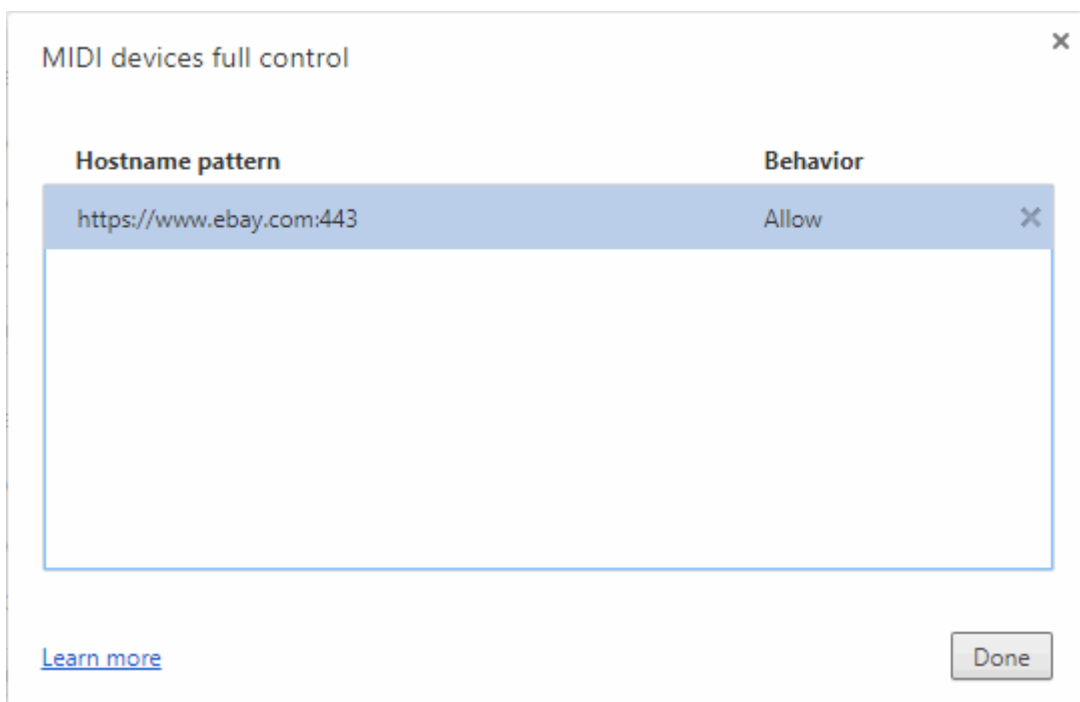 MIDI devices full control
Hostname pattern Behavior
https://www.ebay.com:443 Allow
Learn more Done